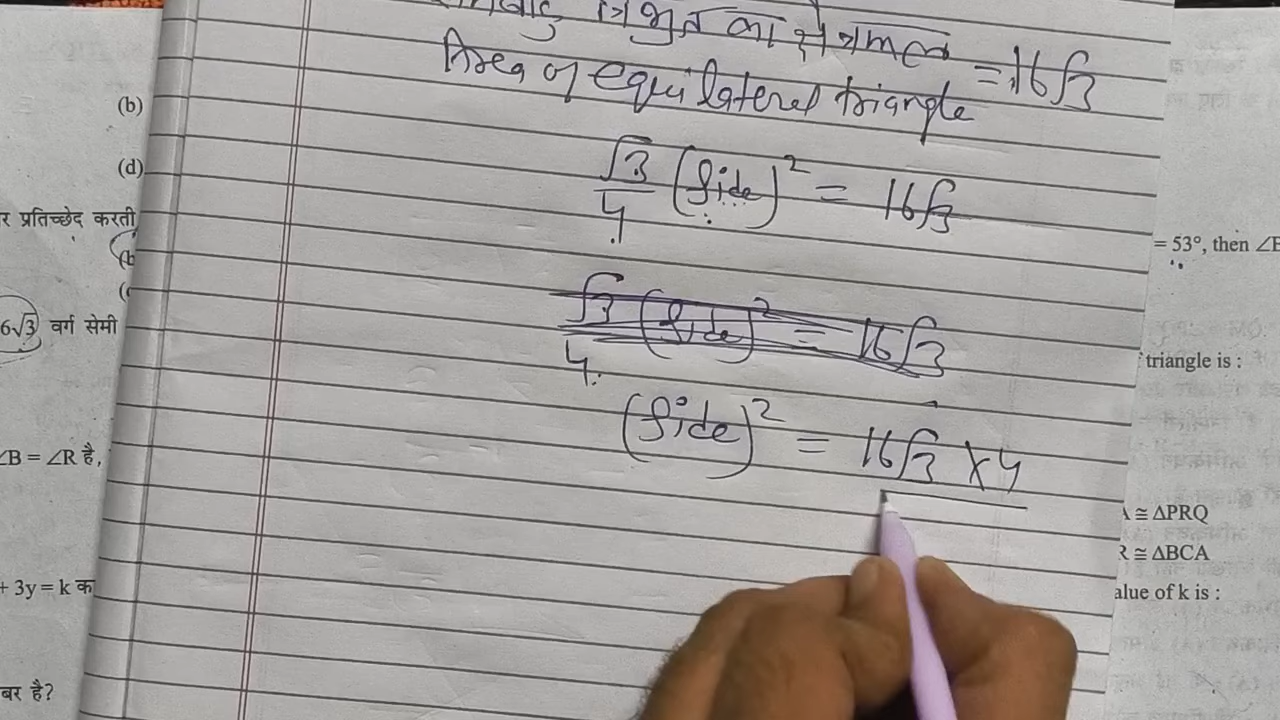 त्रिभुज का क्षेत्रफल
Area of equilateral triangle = 16√3
√3/4 (Side)² = 16√3
√3/4 (Side)² = 16√3
(Side)² = 16√3 × 4
(b)
(d)
र प्रतिच्छेद करती
(b
6√3 वर्ग सेमी
∠B = ∠R है,
+ 3y = k क
बर है?
= 53°, then ∠
triangle is :
≅ ΔPRQ
≅ ΔBCA
alue of k is :